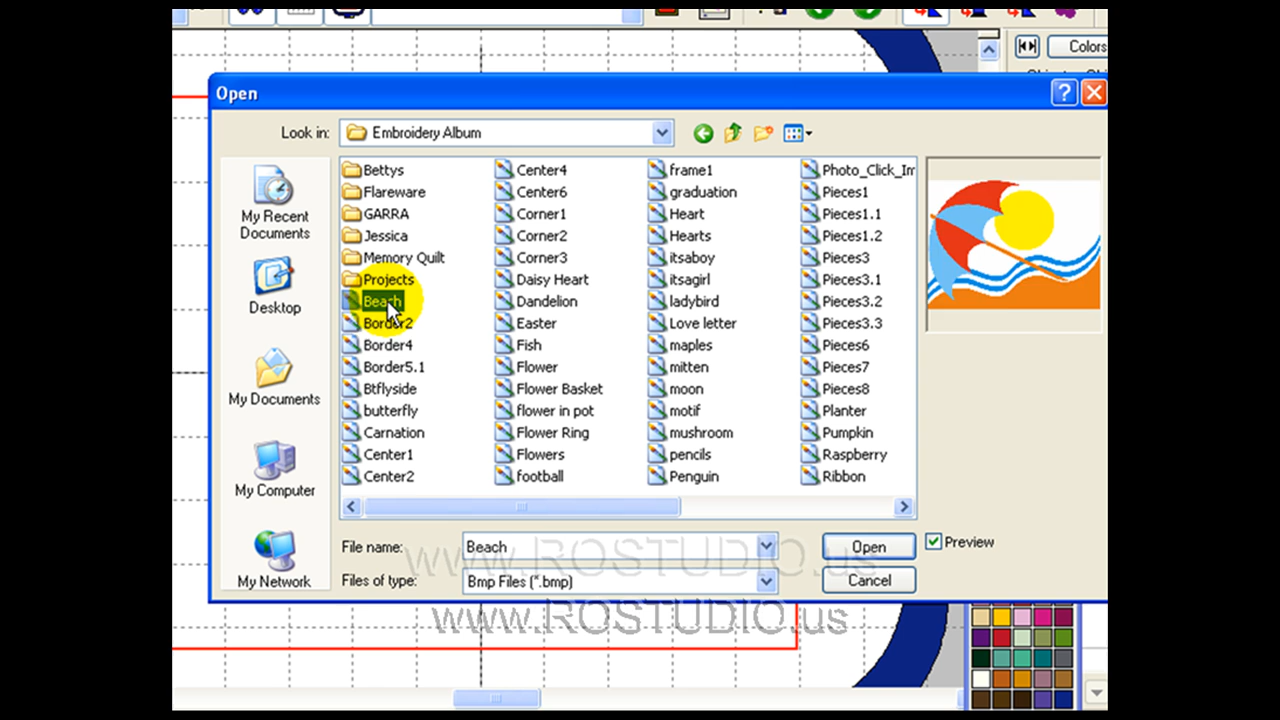 Colors
Open
Look in: Embroidery Album
My Recent Documents
Desktop
My Documents
My Computer
My Network
Bettys
Flareware
GARRA
Jessica
Memory Quilt
Projects
Beach
Border2
Border4
Border5.1
Btflyside
butterfly
Carnation
Center1
Center2
Center4
Center6
Corner1
Corner2
Corner3
Daisy Heart
Dandelion
Easter
Fish
Flower
Flower Basket
flower in pot
Flower Ring
Flowers
football
frame1
graduation
Heart
Hearts
itsaboy
itsagirl
ladybird
Love letter
maples
mitten
moon
motif
mushroom
pencils
Penguin
Photo_Click_Im
Pieces1
Pieces1.1
Pieces1.2
Pieces3
Pieces3.1
Pieces3.2
Pieces3.3
Pieces6
Pieces7
Pieces8
Planter
Pumpkin
Raspberry
Ribbon
File name: Beach Open Preview
www.ROSTUDIO.us
Files of type: Bmp Files (*.bmp) Cancel
www.ROSTUDIO.us